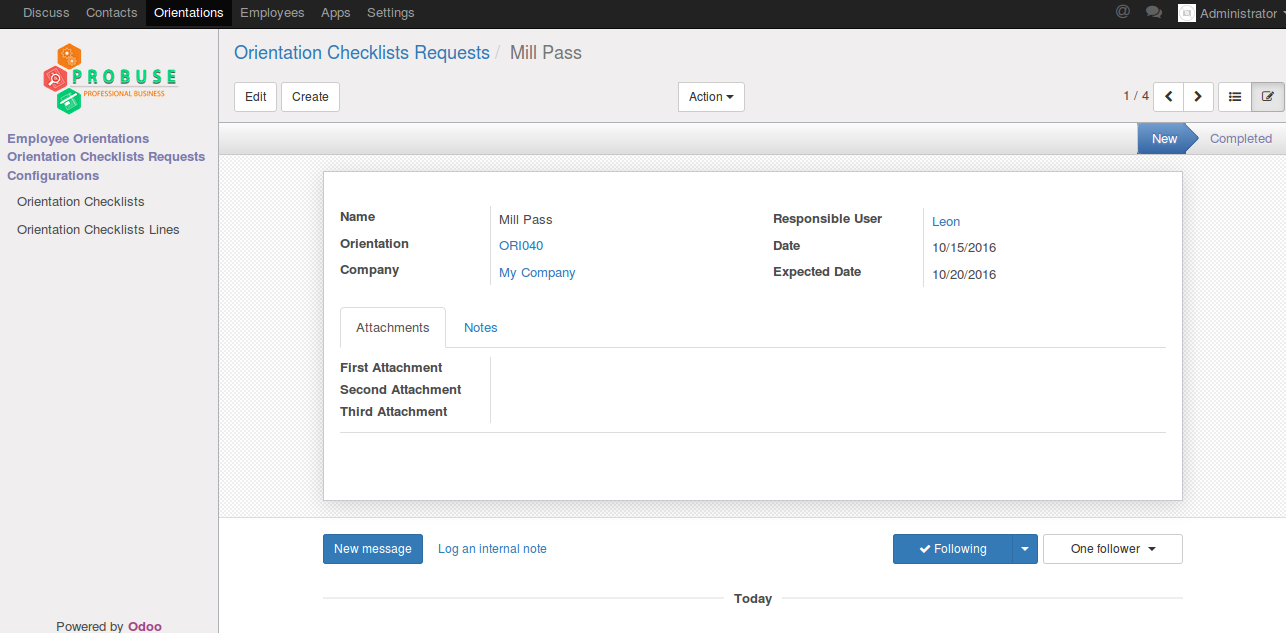 Discuss Contacts Orientations Employees Apps Settings @ Administrator
PROBUSE
PROFESSIONAL BUSINESS
Employee Orientations
Orientation Checklists Requests
Configurations
Orientation Checklists
Orientation Checklists Lines
Powered by Odoo
Orientation Checklists Requests / Mill Pass
Edit Create Action 1 / 4
New Completed
Name Mill Pass
Orientation ORI040
Company My Company
Responsible User Leon
Date 10/15/2016
Expected Date 10/20/2016
Attachments Notes
First Attachment
Second Attachment
Third Attachment
New message Log an internal note Following One follower
Today